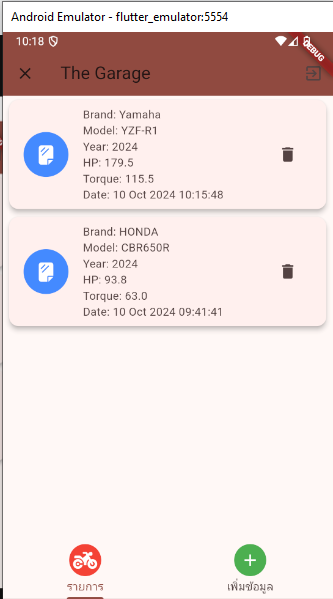 Android Emulator - flutter_emulator:5554
10:18
DEBUG
The Garage
Brand: Yamaha
Model: YZF-R1
Year: 2024
HP: 179.5
Torque: 115.5
Date: 10 Oct 2024 10:15:48
Brand: HONDA
Model: CBR650R
Year: 2024
HP: 93.8
Torque: 63.0
Date: 10 Oct 2024 09:41:41
รายการ
เพิ่มข้อมูล